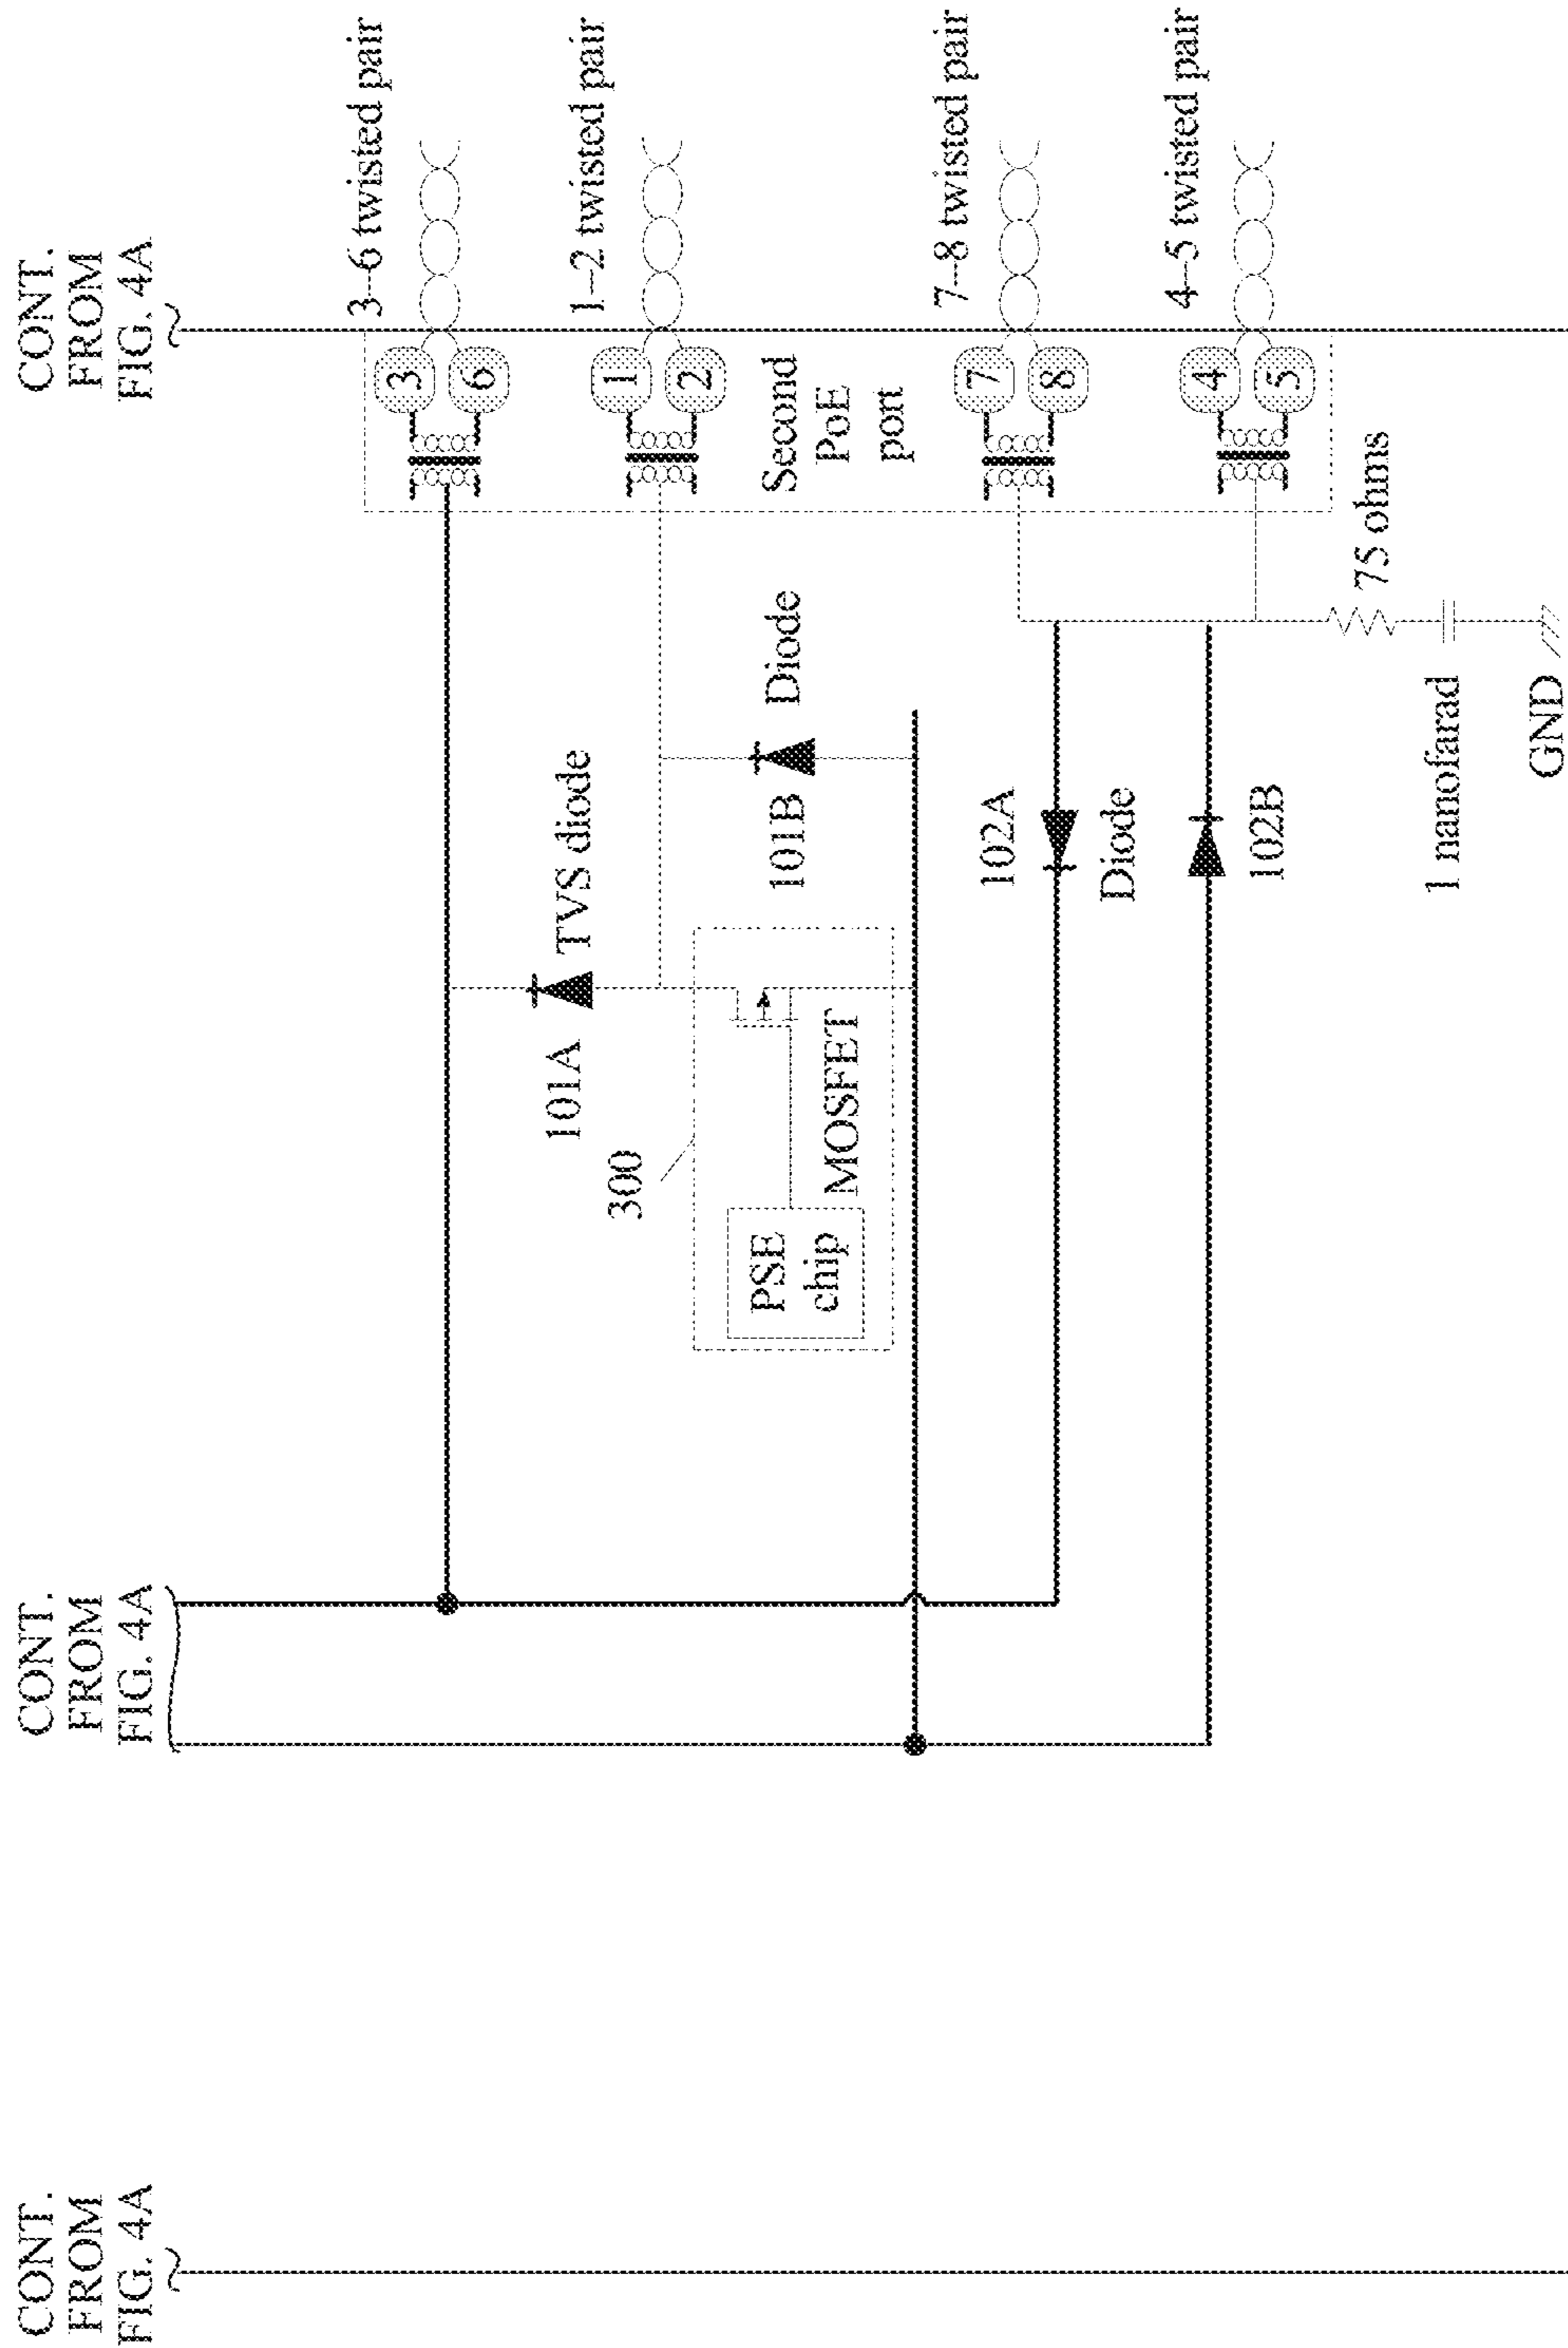 CONT.
FROM
FIG. 4A
CONT.
FROM
FIG. 4A
CONT.
FROM
FIG. 4A
3-6 twisted pair
3
6
1-2 twisted pair
1
2
Second
PoE
port
7-8 twisted pair
7
8
4-5 twisted pair
4
5
101A
TVS diode
300
PSE
chip
MOSFET
101B
Diode
102A
Diode
102B
75 ohms
1 nanofarad
GND